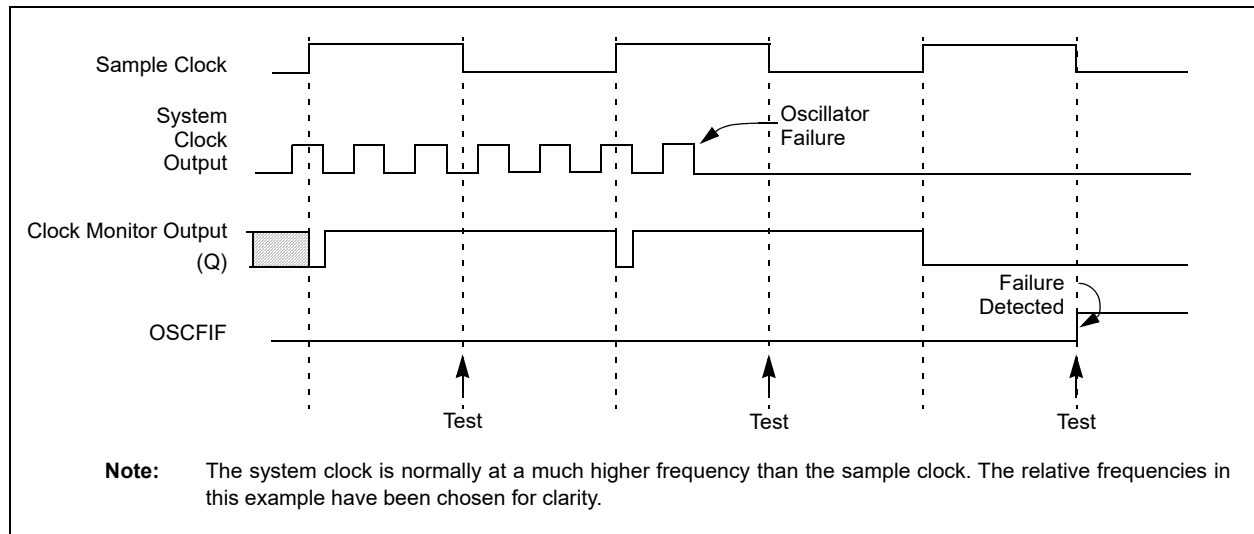 Sample Clock
System
Clock
Output
Oscillator
Failure
Clock Monitor Output
(Q)
Failure
Detected
OSCFIF
Test
Test
Test
Note: The system clock is normally at a much higher frequency than the sample clock. The relative frequencies in
this example have been chosen for clarity.